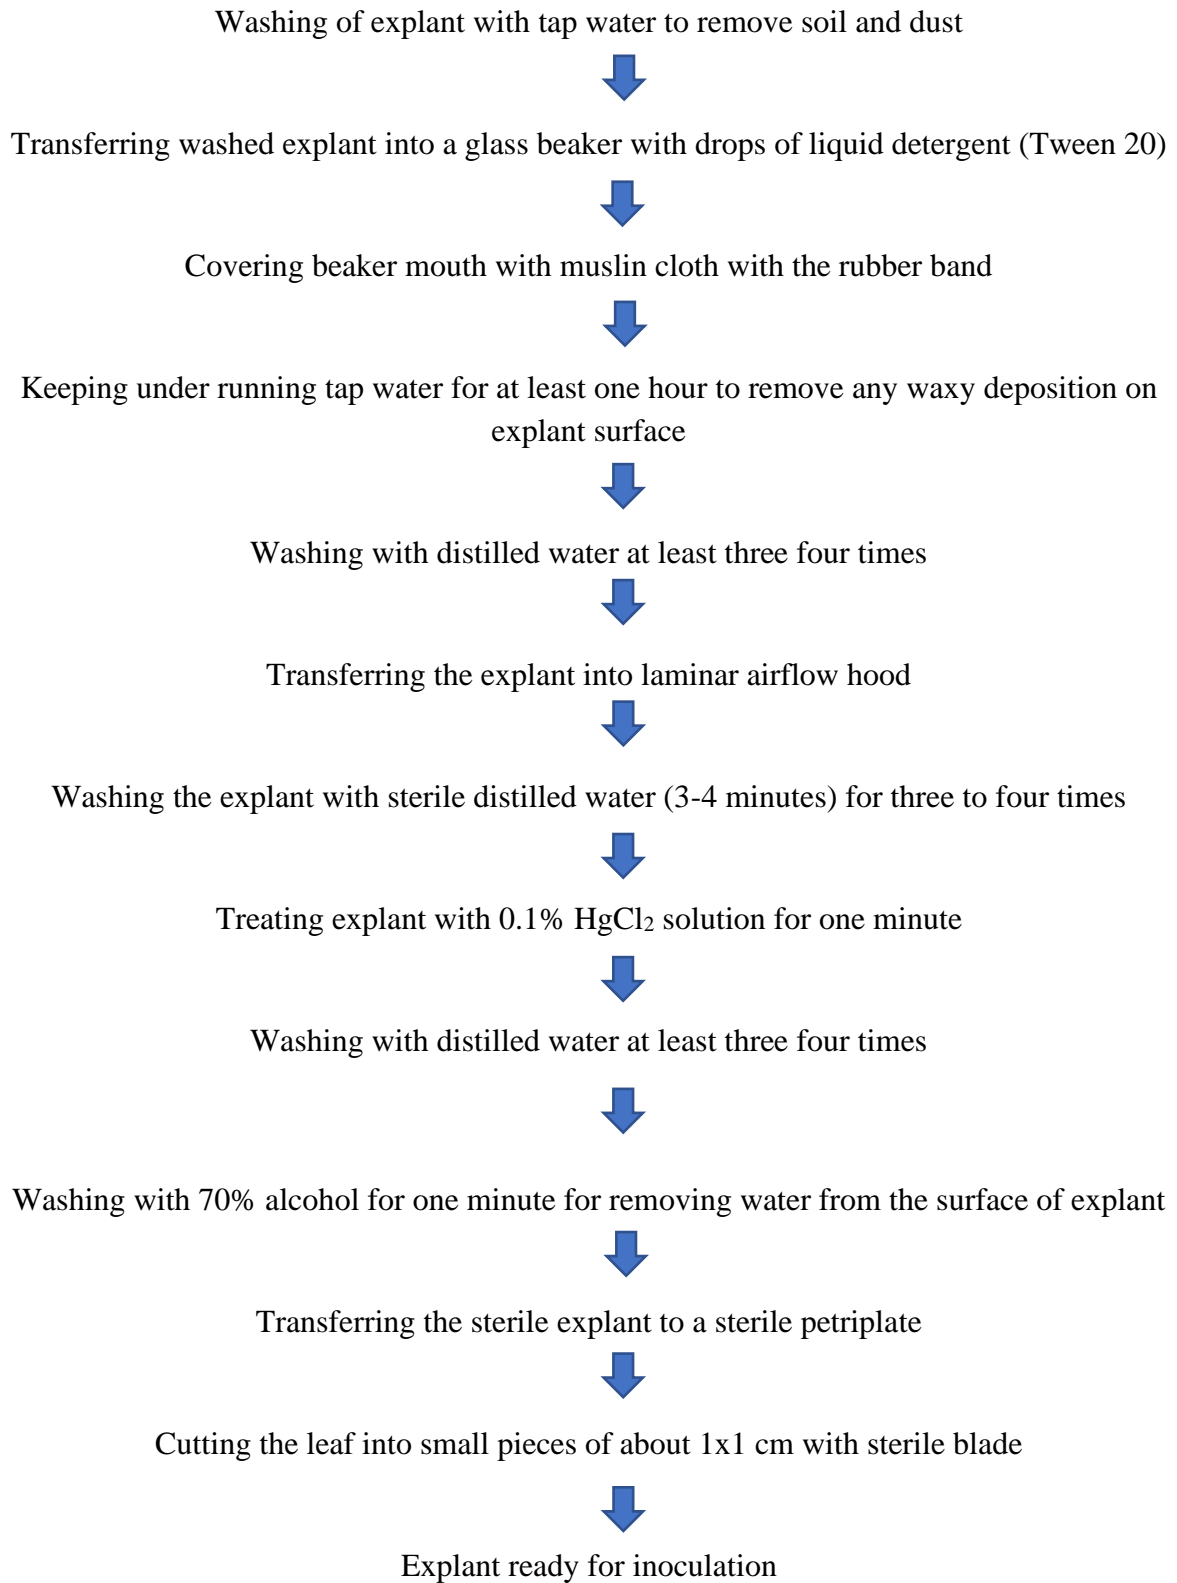 Washing of explant with tap water to remove soil and dust
Transferring washed explant into a glass beaker with drops of liquid detergent (Tween 20)
Covering beaker mouth with muslin cloth with the rubber band
Keeping under running tap water for at least one hour to remove any waxy deposition on
explant surface
Washing with distilled water at least three four times
Transferring the explant into laminar airflow hood
Washing the explant with sterile distilled water (3-4 minutes) for three to four times
Treating explant with 0.1% HgCl₂ solution for one minute
Washing with distilled water at least three four times
Washing with 70% alcohol for one minute for removing water from the surface of explant
Transferring the sterile explant to a sterile petriplate
Cutting the leaf into small pieces of about 1x1 cm with sterile blade
Explant ready for inoculation